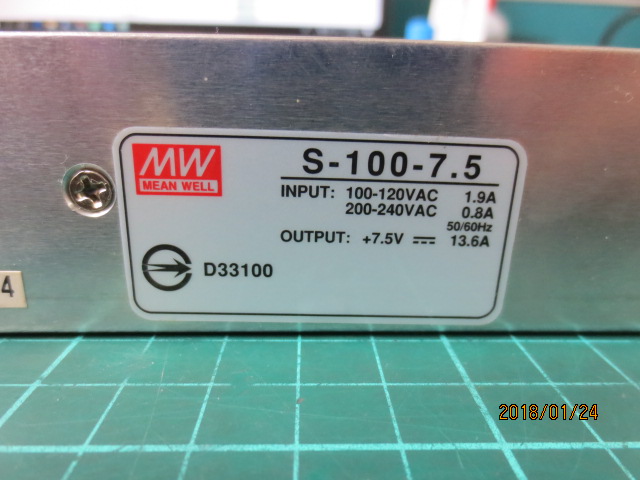 MW
MEAN WELL
S-100-7.5
INPUT: 100-120VAC 1.9A
200-240VAC 0.8A
50/60Hz
OUTPUT: +7.5V ⎓ 13.6A
D33100
4
2018/01/24